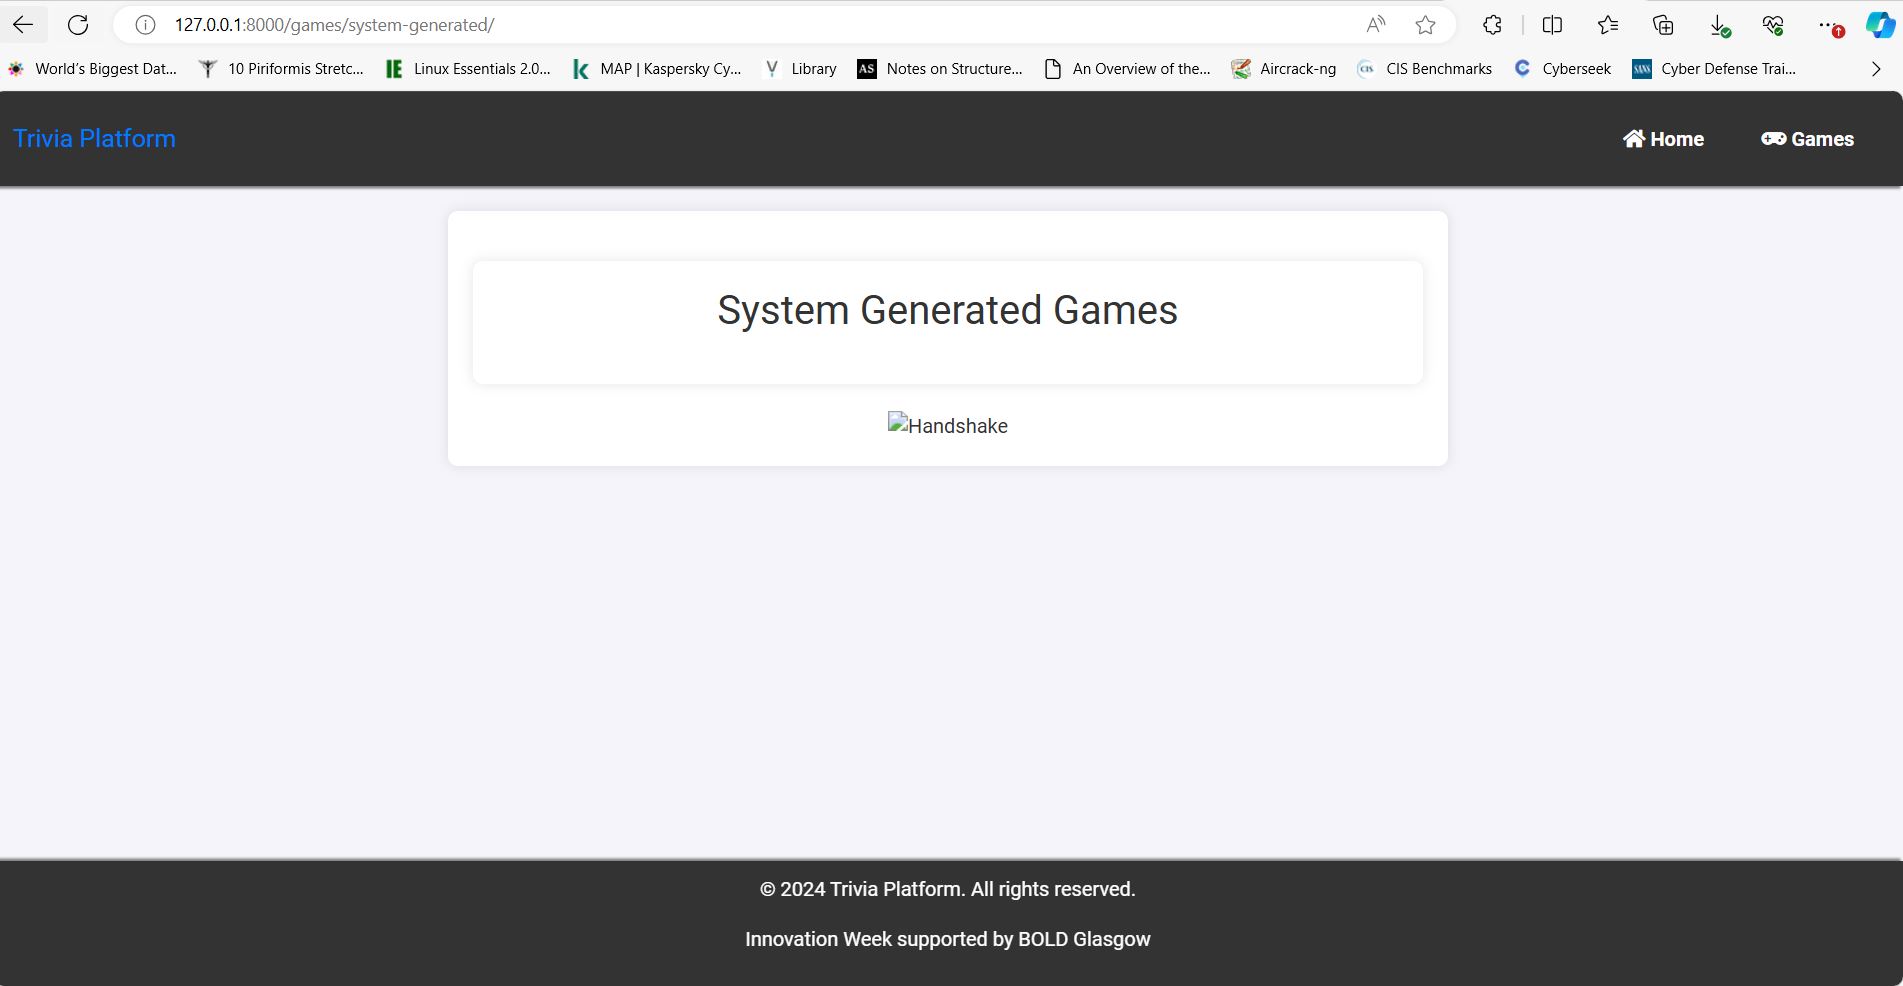 127.0.0.1:8000/games/system-generated/
World's Biggest Dat...
10 Piriformis Stretc...
Linux Essentials 2.0...
MAP | Kaspersky Cy...
Library
Notes on Structure...
An Overview of the...
Aircrack-ng
CIS Benchmarks
Cyberseek
Cyber Defense Trai...
Trivia Platform
Home
Games
System Generated Games
Handshake
© 2024 Trivia Platform. All rights reserved.
Innovation Week supported by BOLD Glasgow